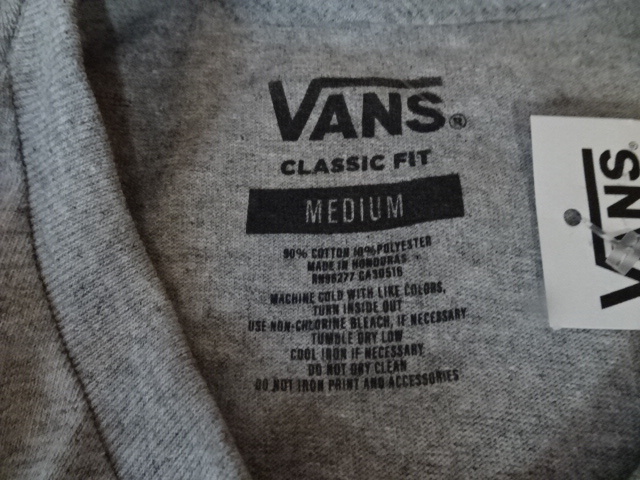 VANS®
CLASSIC FIT
MEDIUM
90% COTTON 10% POLYESTER
MADE IN HONDURAS
RN96277 CA30516
MACHINE COLD WITH LIKE COLORS,
TURN INSIDE OUT
USE NON-CHLORINE BLEACH, IF NECESSARY
TUMBLE DRY LOW
COOL IRON IF NECESSARY
DO NOT DRY CLEAN
DO NOT IRON PRINT AND ACCESSORIES
VANS